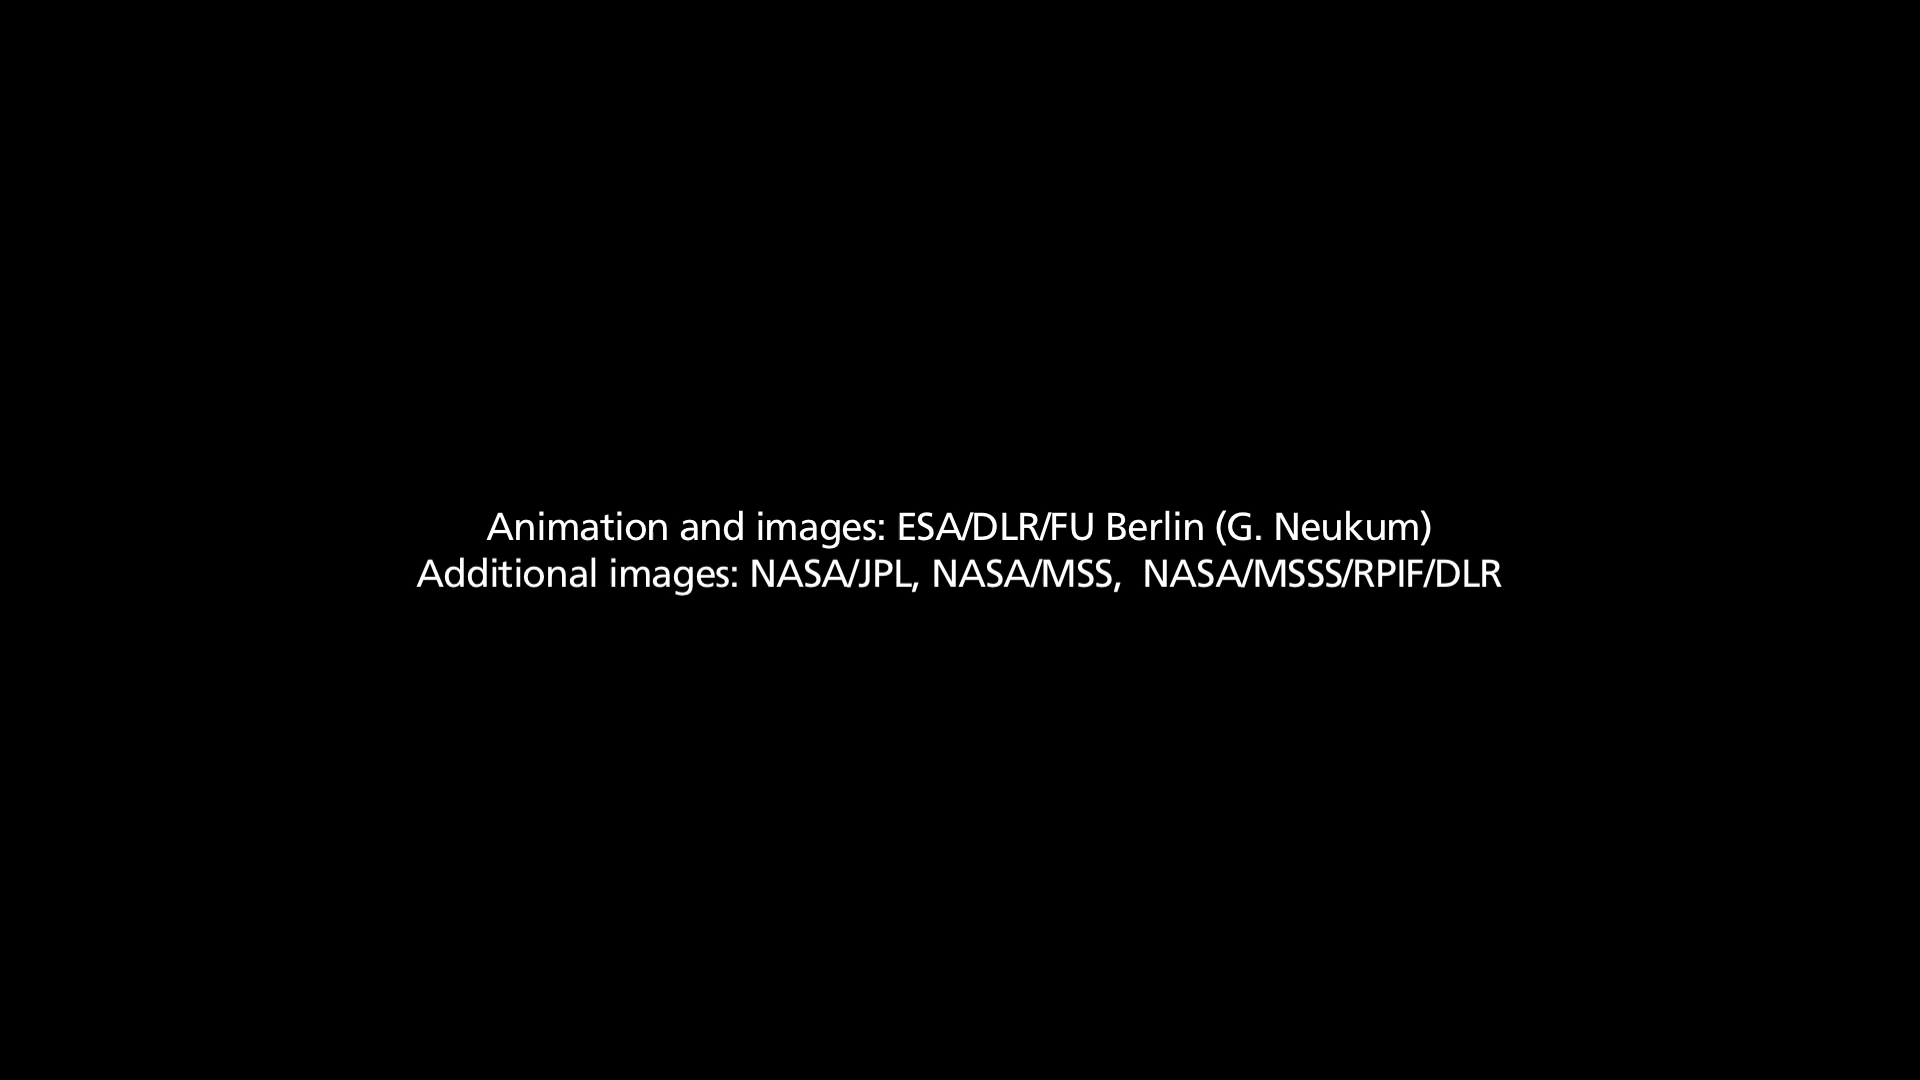 Animation and images: ESA/DLR/FU Berlin (G. Neukum)
Additional images: NASA/JPL, NASA/MSS,  NASA/MSSS/RPIF/DLR